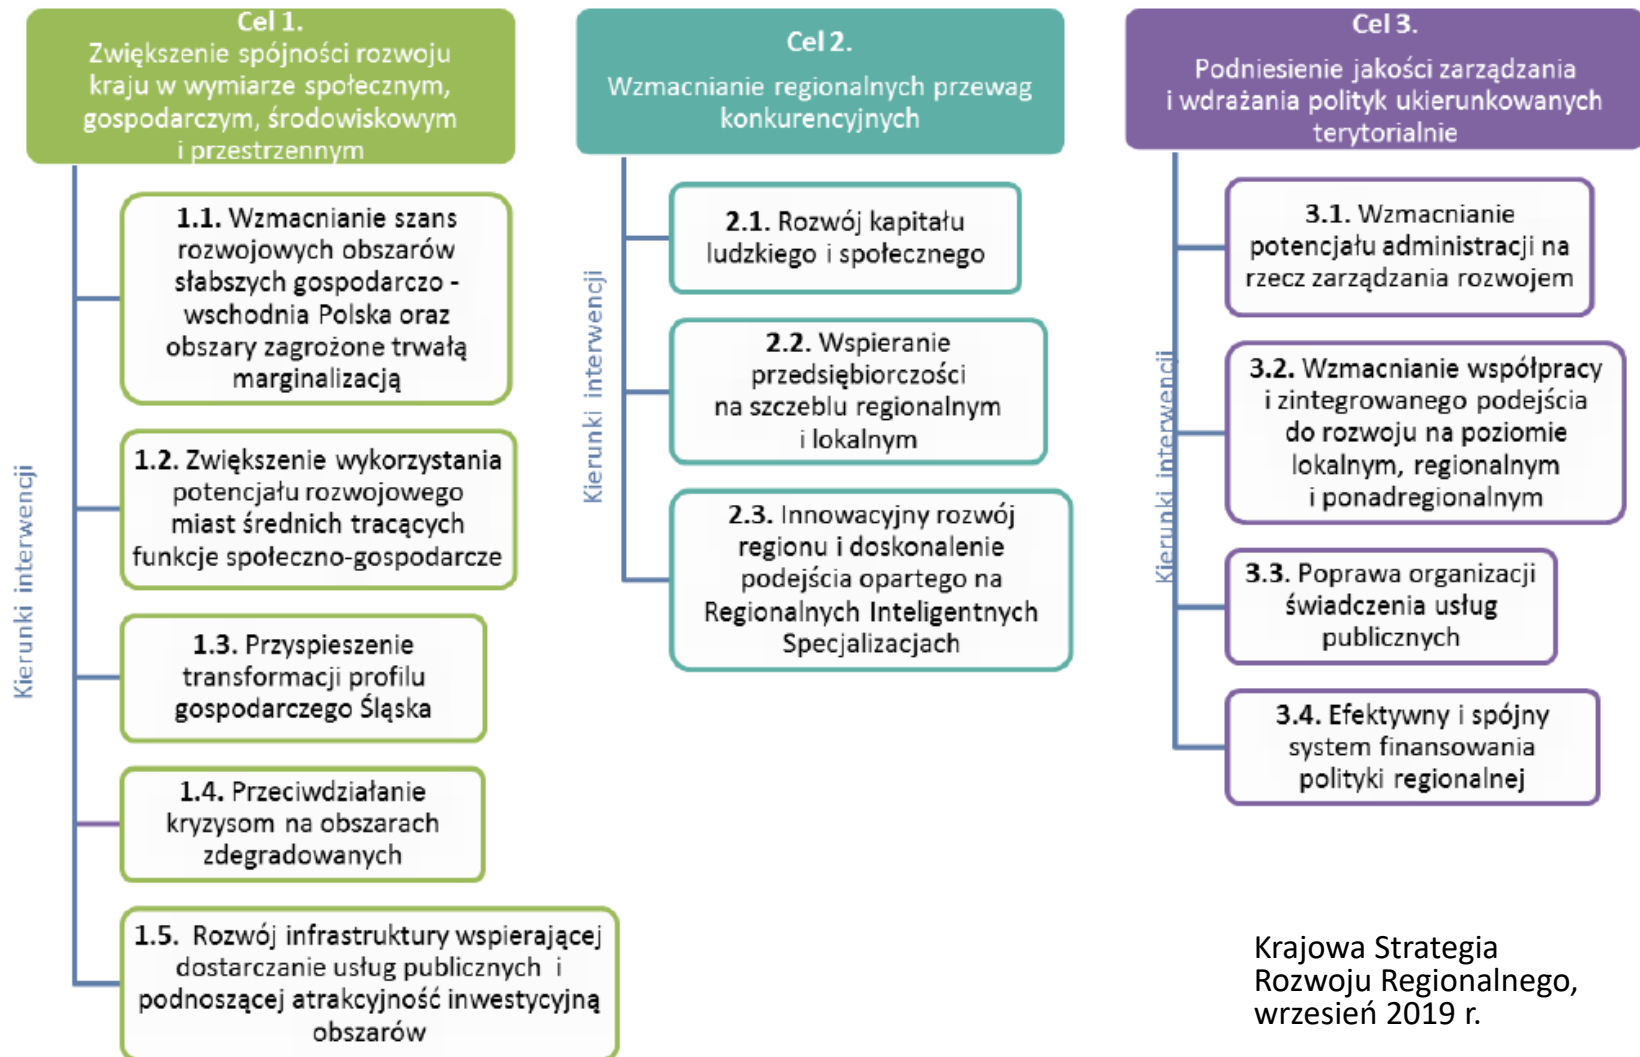 Cel 1.
Zwiększenie spójności rozwoju
kraju w wymiarze społecznym,
gospodarczym, środowiskowym
i przestrzennym
Kierunki interwencji
1.1. Wzmacnianie szans
rozwojowych obszarów
słabszych gospodarczo -
wschodnia Polska oraz
obszary zagrożone trwałą
marginalizacją
1.2. Zwiększenie wykorzystania
potencjału rozwojowego
miast średnich tracących
funkcje społeczno-gospodarcze
1.3. Przyspieszenie
transformacji profilu
gospodarczego Śląska
1.4. Przeciwdziałanie
kryzysom na obszarach
zdegradowanych
1.5. Rozwój infrastruktury wspierającej
dostarczanie usług publicznych i
podnoszącej atrakcyjność inwestycyjną
obszarów
Cel 2.
Wzmacnianie regionalnych przewag
konkurencyjnych
Kierunki interwencji
2.1. Rozwój kapitału
ludzkiego i społecznego
2.2. Wspieranie
przedsiębiorczości
na szczeblu regionalnym
i lokalnym
2.3. Innowacyjny rozwój
regionu i doskonalenie
podejścia opartego na
Regionalnych Inteligentnych
Specjalizacjach
Cel 3.
Podniesienie jakości zarządzania
i wdrażania polityk ukierunkowanych
terytorialnie
Kierunki interwencji
3.1. Wzmacnianie
potencjału administracji na
rzecz zarządzania rozwojem
3.2. Wzmacnianie współpracy
i zintegrowanego podejścia
do rozwoju na poziomie
lokalnym, regionalnym
i ponadregionalnym
3.3. Poprawa organizacji
świadczenia usług
publicznych
3.4. Efektywny i spójny
system finansowania
polityki regionalnej
Krajowa Strategia
Rozwoju Regionalnego,
wrzesień 2019 r.